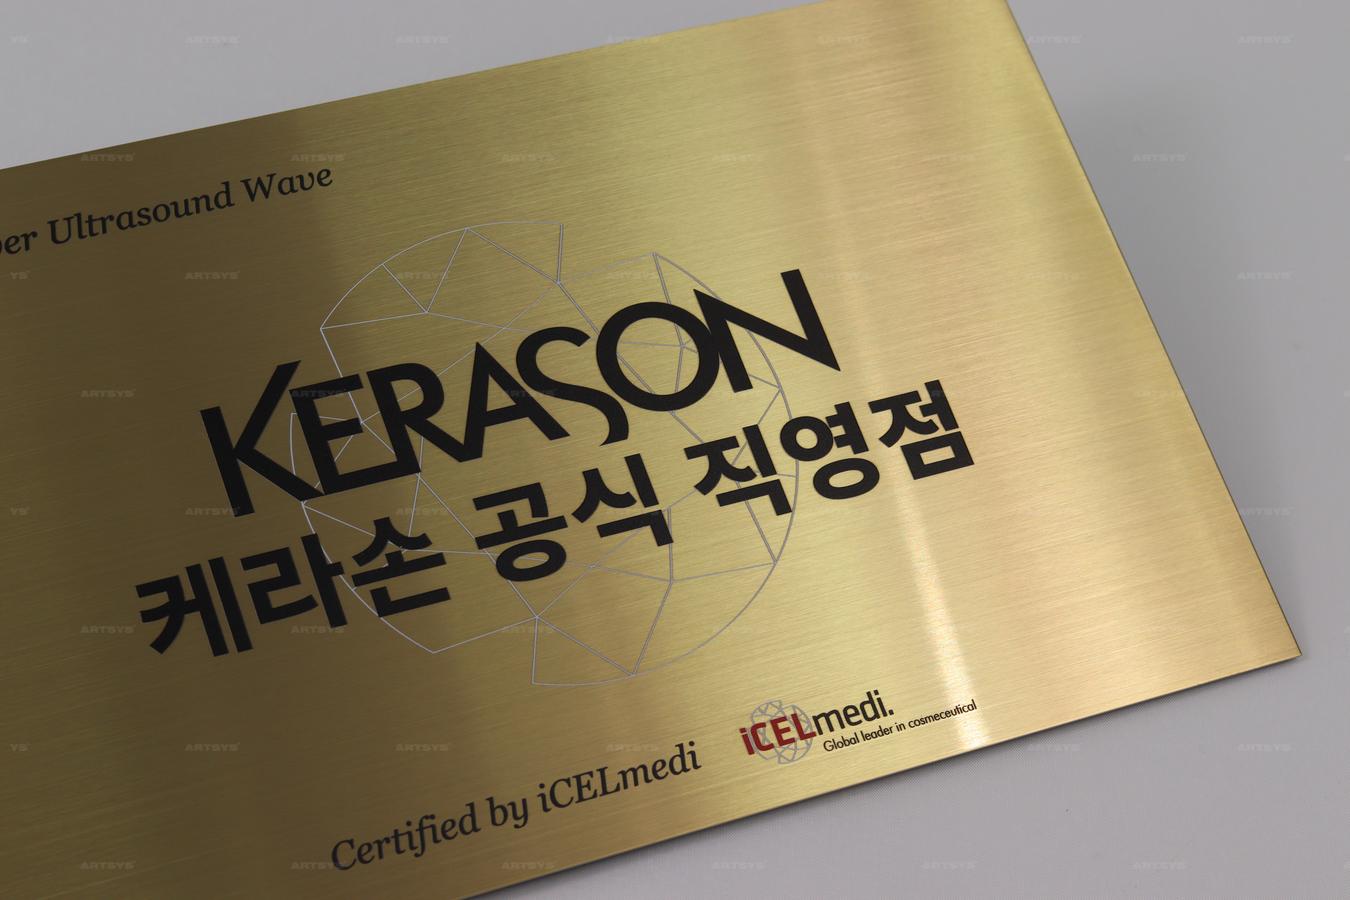 Ultrasound Wave
KERASON
케라손 공식 직영점
Certified by iCELmedi
iCELmedi.
Global leader in cosmeceutical
ARTSYS